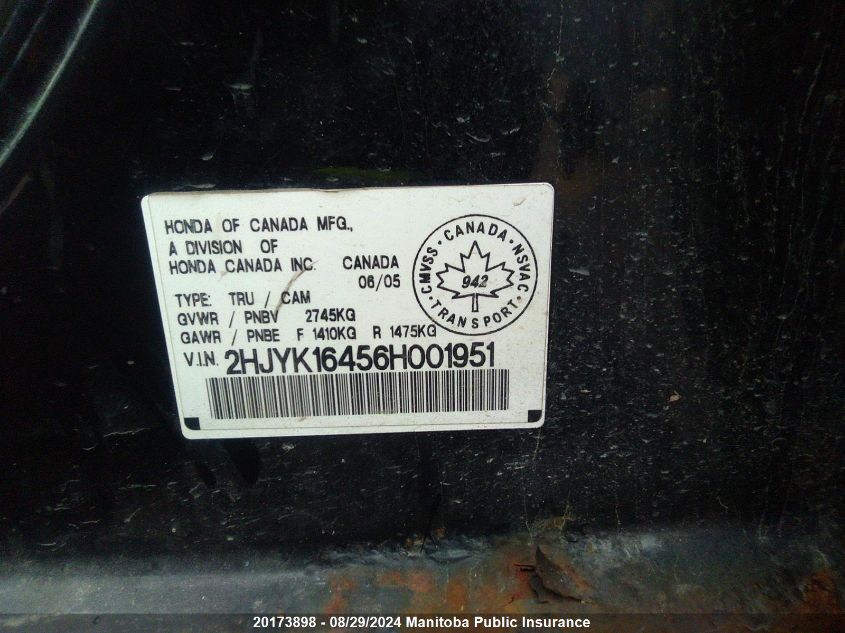 HONDA OF CANADA MFG.,
A DIVISION OF
HONDA CANADA INC. CANADA
06/05
TYPE: TRU / CAM
GVWR / PNBV 2745KG
GAWR / PNBE F 1410KG R 1475KG
V.I.N. 2HJYK16456H001951
CMVSS · CANADA · NSVAC
942
· TRANSPORT ·
20173898 - 08/29/2024 Manitoba Public Insurance